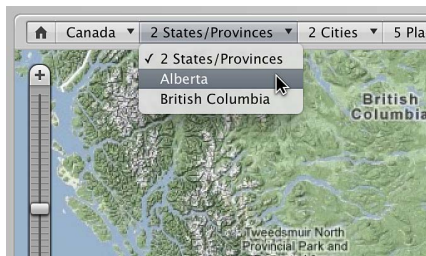 Canada 2 States/Provinces 2 Cities 5 Pla
✓ 2 States/Provinces
Alberta
British Columbia
British
Columbia
Tweedsmuir North
Provincial Park and